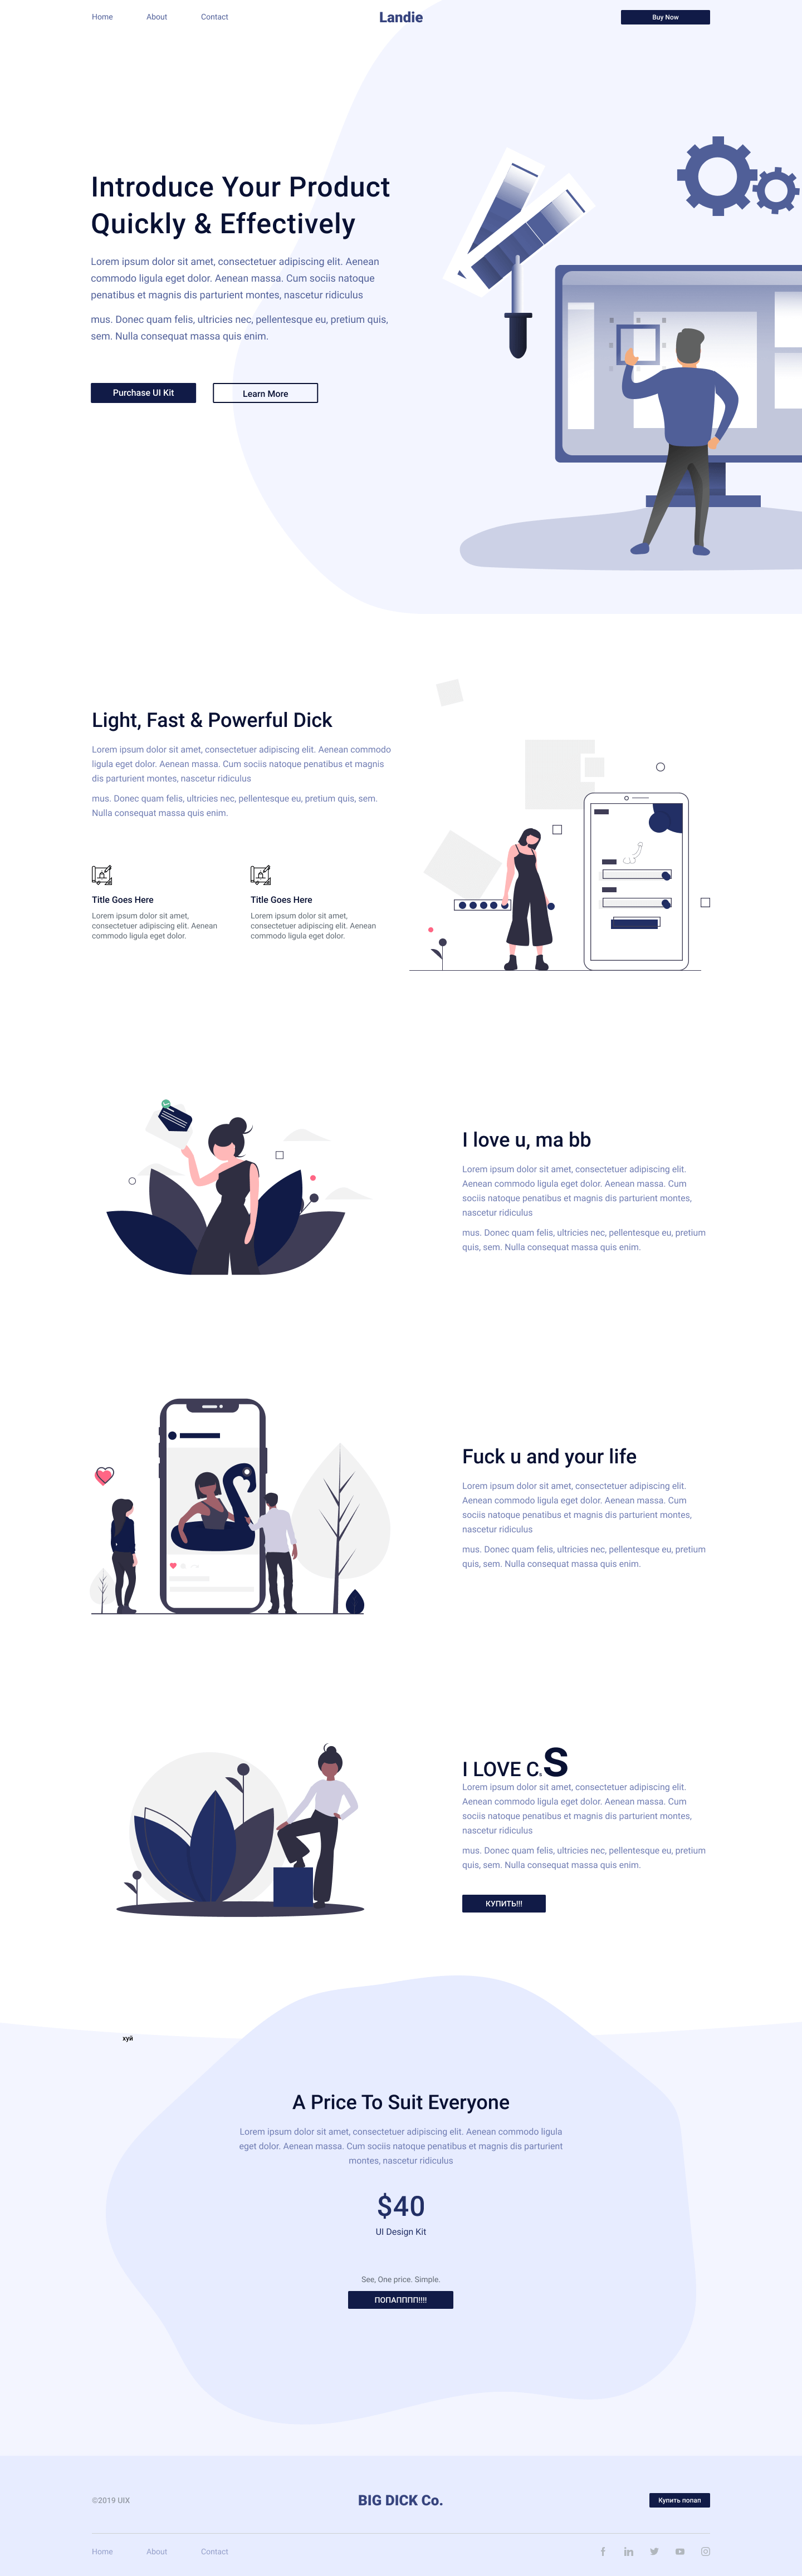 Home About Contact Landie Buy Now
Introduce Your Product
Quickly & Effectively
Lorem ipsum dolor sit amet, consectetuer adipiscing elit. Aenean
commodo ligula eget dolor. Aenean massa. Cum sociis natoque
penatibus et magnis dis parturient montes, nascetur ridiculus
mus. Donec quam felis, ultricies nec, pellentesque eu, pretium quis,
sem. Nulla consequat massa quis enim.
Purchase UI Kit Learn More
Light, Fast & Powerful Dick
Lorem ipsum dolor sit amet, consectetuer adipiscing elit. Aenean commodo
ligula eget dolor. Aenean massa. Cum sociis natoque penatibus et magnis
dis parturient montes, nascetur ridiculus
mus. Donec quam felis, ultricies nec, pellentesque eu, pretium quis, sem.
Nulla consequat massa quis enim.
Title Goes Here
Lorem ipsum dolor sit amet,
consectetuer adipiscing elit. Aenean
commodo ligula eget dolor.
Title Goes Here
Lorem ipsum dolor sit amet,
consectetuer adipiscing elit. Aenean
commodo ligula eget dolor.
I love u, ma bb
Lorem ipsum dolor sit amet, consectetuer adipiscing elit.
Aenean commodo ligula eget dolor. Aenean massa. Cum
sociis natoque penatibus et magnis dis parturient montes,
nascetur ridiculus
mus. Donec quam felis, ultricies nec, pellentesque eu, pretium
quis, sem. Nulla consequat massa quis enim.
Fuck u and your life
Lorem ipsum dolor sit amet, consectetuer adipiscing elit.
Aenean commodo ligula eget dolor. Aenean massa. Cum
sociis natoque penatibus et magnis dis parturient montes,
nascetur ridiculus
mus. Donec quam felis, ultricies nec, pellentesque eu, pretium
quis, sem. Nulla consequat massa quis enim.
I LOVE C S
Lorem ipsum dolor sit amet, consectetuer adipiscing elit.
Aenean commodo ligula eget dolor. Aenean massa. Cum
sociis natoque penatibus et magnis dis parturient montes,
nascetur ridiculus
mus. Donec quam felis, ultricies nec, pellentesque eu, pretium
quis, sem. Nulla consequat massa quis enim.
КУПИТЬ!!!
хуй
A Price To Suit Everyone
Lorem ipsum dolor sit amet, consectetuer adipiscing elit. Aenean commodo ligula
eget dolor. Aenean massa. Cum sociis natoque penatibus et magnis dis parturient
montes, nascetur ridiculus
$40
UI Design Kit
See, One price. Simple.
ПОПАПППП!!!!
©2019 UIX BIG DICK Co. Купить попап
Home About Contact